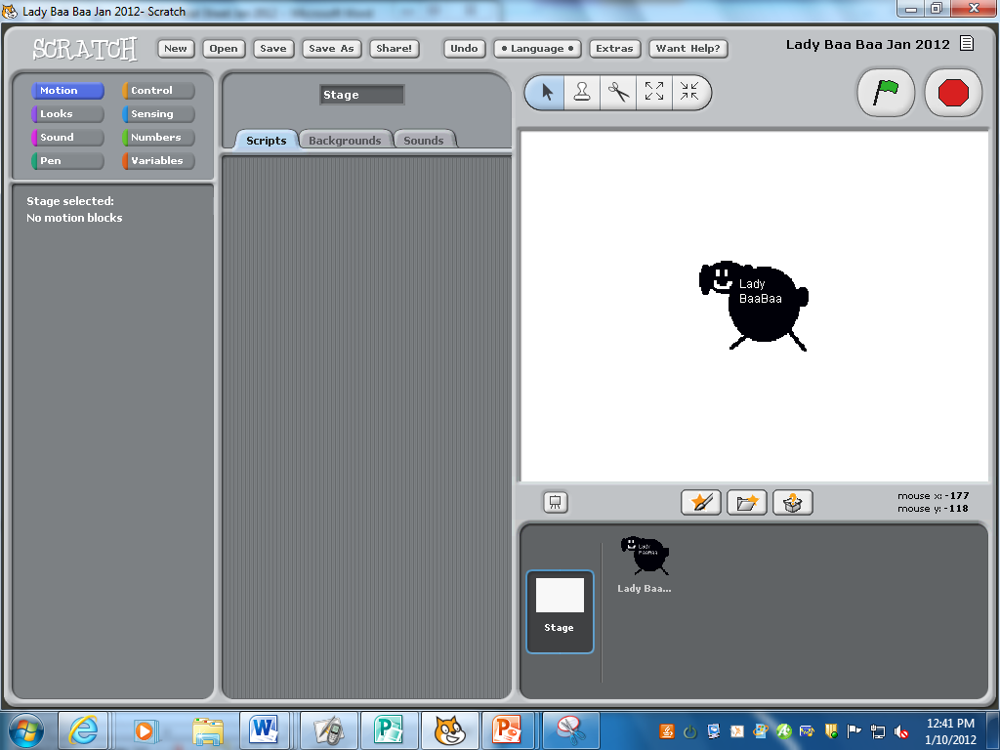 Lady Baa Baa Jan 2012- Scratch
SCRATCH
New
Open
Save
Save As
Share!
Undo
• Language •
Extras
Want Help?
Lady Baa Baa Jan 2012
Motion
Control
Looks
Sensing
Sound
Numbers
Pen
Variables
Stage selected:
No motion blocks
Stage
Scripts
Backgrounds
Sounds
Lady
BaaBaa
mouse x: -177
mouse y: -118
Stage
Lady
BaaBaa
Lady Baa...
12:41 PM
1/10/2012